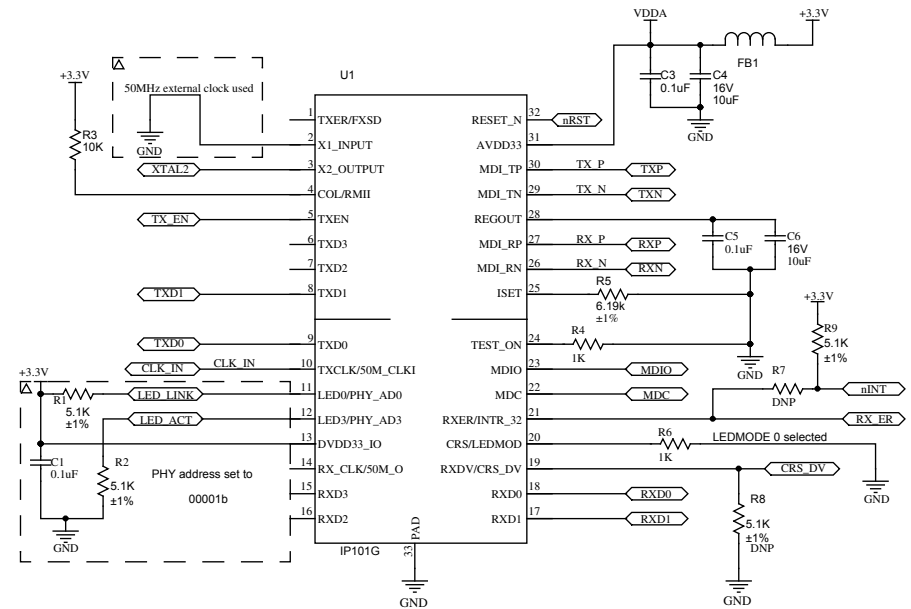 VDDA
+3.3V
FB1
C3
0.1uF
C4
16V
10uF
GND
+3.3V
50MHz external clock used
GND
R3
10K
U1
1 TXER/FXSD
2 X1_INPUT
XTAL2 3 X2_OUTPUT
4 COL/RMII
TX_EN 5 TXEN
6 TXD3
7 TXD2
TXD1 8 TXD1
TXD0 9 TXD0
CLK_IN CLK_IN 10 TXCLK/50M_CLKI
LED_LINK 11 LED0/PHY_AD0
LED_ACT 12 LED3/PHY_AD3
13 DVDD33_IO
14 RX_CLK/50M_O
15 RXD3
16 RXD2
RESET_N 32 nRST
AVDD33 31
MDI_TP 30 TX_P TXP
MDI_TN 29 TX_N TXN
REGOUT 28
MDI_RP 27 RX_P RXP
MDI_RN 26 RX_N RXN
ISET 25
TEST_ON 24
MDIO 23 MDIO
MDC 22 MDC
RXER/INTR_32 21
CRS/LEDMOD 20
RXDV/CRS_DV 19
RXD0 18 RXD0
RXD1 17 RXD1
33 PAD
IP101G
GND
C5
0.1uF
C6
16V
10uF
R5
6.19k
±1%
R4
1K
GND
+3.3V
R9
5.1K
±1%
R7
DNP
nINT
RX_ER
R6
1K
LEDMODE 0 selected
GND
CRS_DV
R8
5.1K
±1%
DNP
GND
+3.3V
R1
5.1K
±1%
C1
0.1uF
R2
5.1K
±1%
PHY address set to
00001b
GND